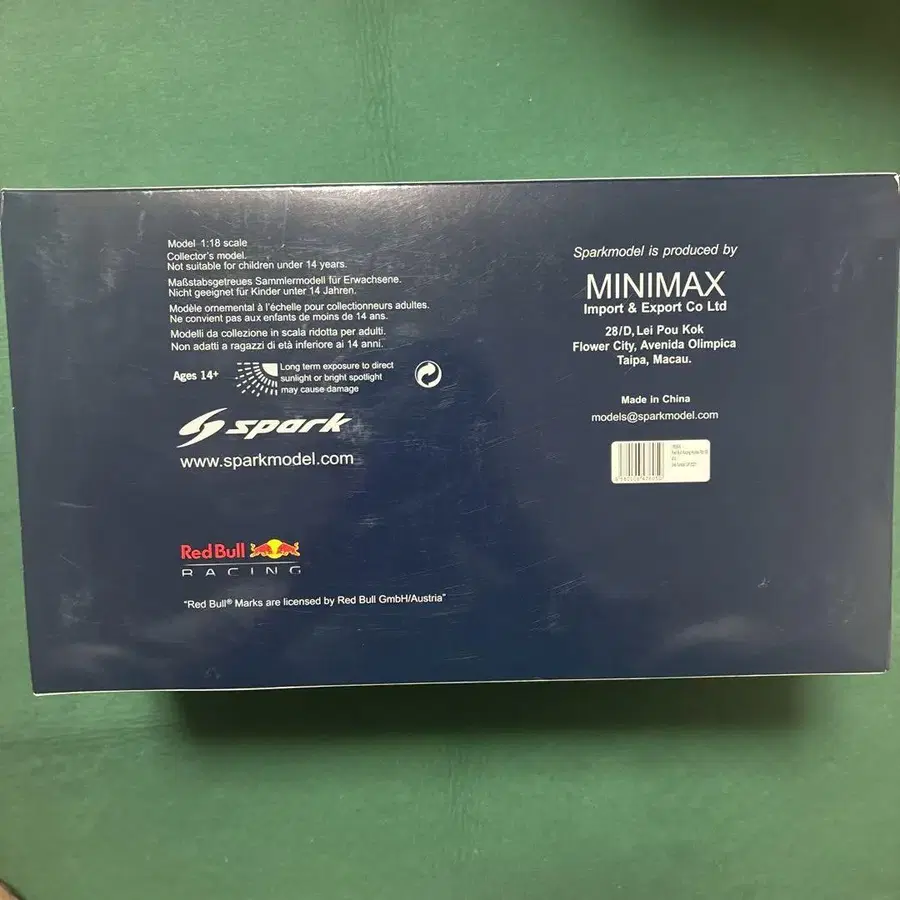 Model 1:18 scale
Collector's model.
Not suitable for children under 14 years.
Maßstabsgetreues Sammlermodell für Erwachsene.
Nicht geeignet für Kinder unter 14 Jahren.
Modèle ornemental à l'échelle pour collectionneurs adultes.
Ne convient pas aux enfants de moins de 14 ans.
Modelli da collezione in scala ridotta per adulti.
Non adatti a ragazzi di età inferiore ai 14 anni.
Ages 14+
Long term exposure to direct
sunlight or bright spotlight
may cause damage
spark
www.sparkmodel.com
Red Bull
RACING
"Red Bull® Marks are licensed by Red Bull GmbH/Austria"
Sparkmodel is produced by
MINIMAX
Import & Export Co Ltd
28/D, Lei Pou Kok
Flower City, Avenida Olimpica
Taipa, Macau.
Made in China
models@sparkmodel.com